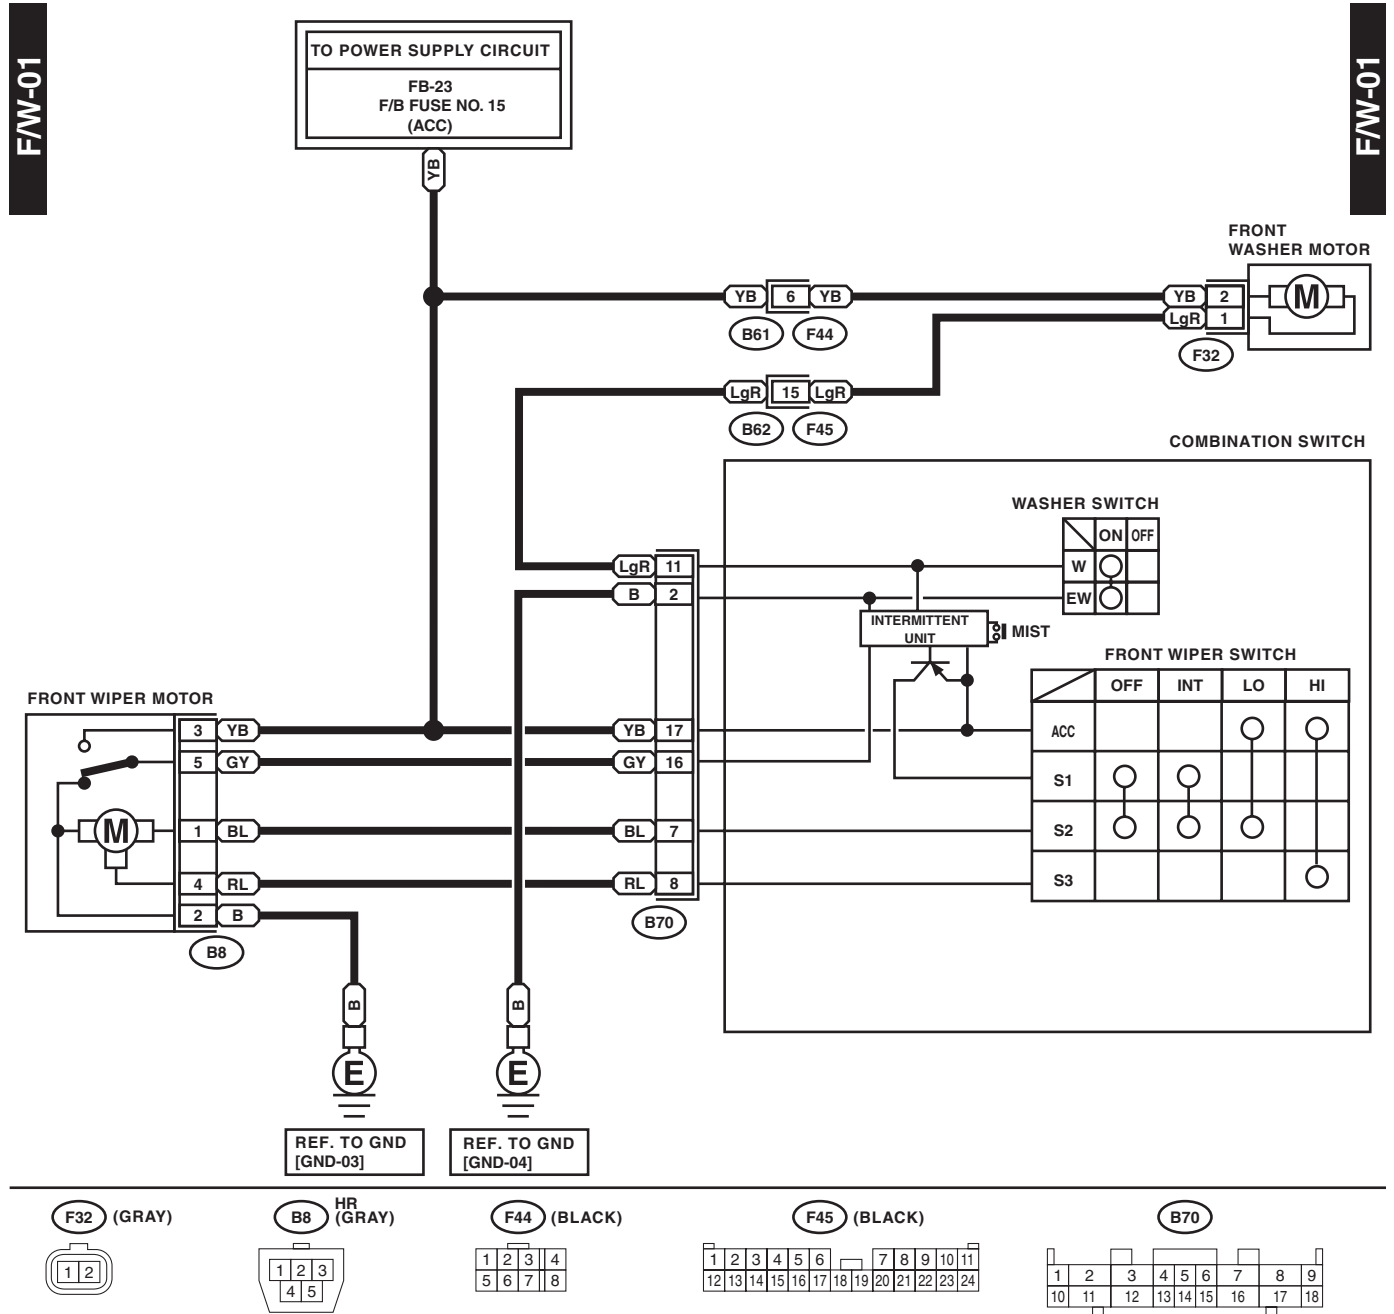 F/W-01
F/W-01
TO POWER SUPPLY CIRCUIT
FB-23
F/B FUSE NO. 15
(ACC)
YB
FRONT
WASHER MOTOR
YB 6 YB
YB 2
M
LgR 1
B61 F44
F32
LgR 15 LgR
B62 F45
COMBINATION SWITCH
WASHER SWITCH
ON OFF
W
EW
LgR 11
B 2
INTERMITTENT
UNIT
MIST
FRONT WIPER SWITCH
OFF INT LO HI
ACC
S1
S2
S3
FRONT WIPER MOTOR
3 YB
YB 17
5 GY
GY 16
M
1 BL
BL 7
4 RL
RL 8
2 B
B70
B8
B
B
E
E
REF. TO GND
[GND-03]
REF. TO GND
[GND-04]
F32 (GRAY)
1 2
B8 HR
(GRAY)
1 2 3
4 5
F44 (BLACK)
1 2 3 4
5 6 7 8
F45 (BLACK)
1 2 3 4 5 6 7 8 9 10 11
12 13 14 15 16 17 18 19 20 21 22 23 24
B70
1 2 3 4 5 6 7 8 9
10 11 12 13 14 15 16 17 18